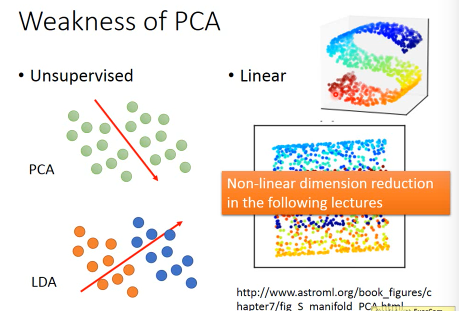 Weakness of PCA
• Unsupervised
• Linear
PCA
LDA
Non-linear dimension reduction
in the following lectures
http://www.astroml.org/book_figures/c
hapter7/fig_S_manifold_PCA.html